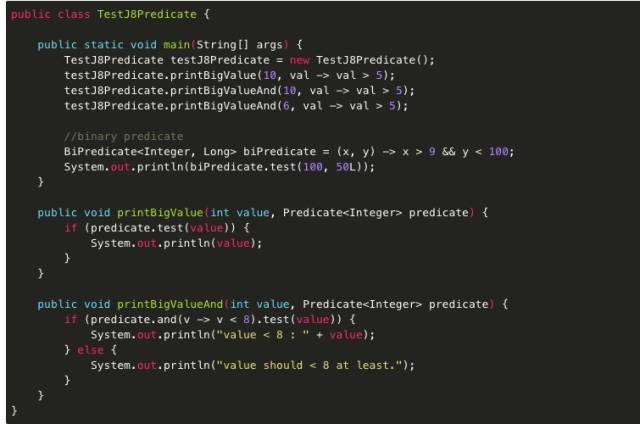 public class TestJ8Predicate {
public static void main(String[] args) {
TestJ8Predicate testJ8Predicate = new TestJ8Predicate();
testJ8Predicate.printBigValue(10, val -> val > 5);
testJ8Predicate.printBigValueAnd(10, val -> val > 5);
testJ8Predicate.printBigValueAnd(6, val -> val > 5);
//binary predicate
BiPredicate<Integer, Long> biPredicate = (x, y) -> x > 9 && y < 100;
System.out.println(biPredicate.test(100, 50L));
}
public void printBigValue(int value, Predicate<Integer> predicate) {
if (predicate.test(value)) {
System.out.println(value);
}
}
public void printBigValueAnd(int value, Predicate<Integer> predicate) {
if (predicate.and(v -> v < 8).test(value)) {
System.out.println("value < 8 : " + value);
} else {
System.out.println("value should < 8 at least.");
}
}
}